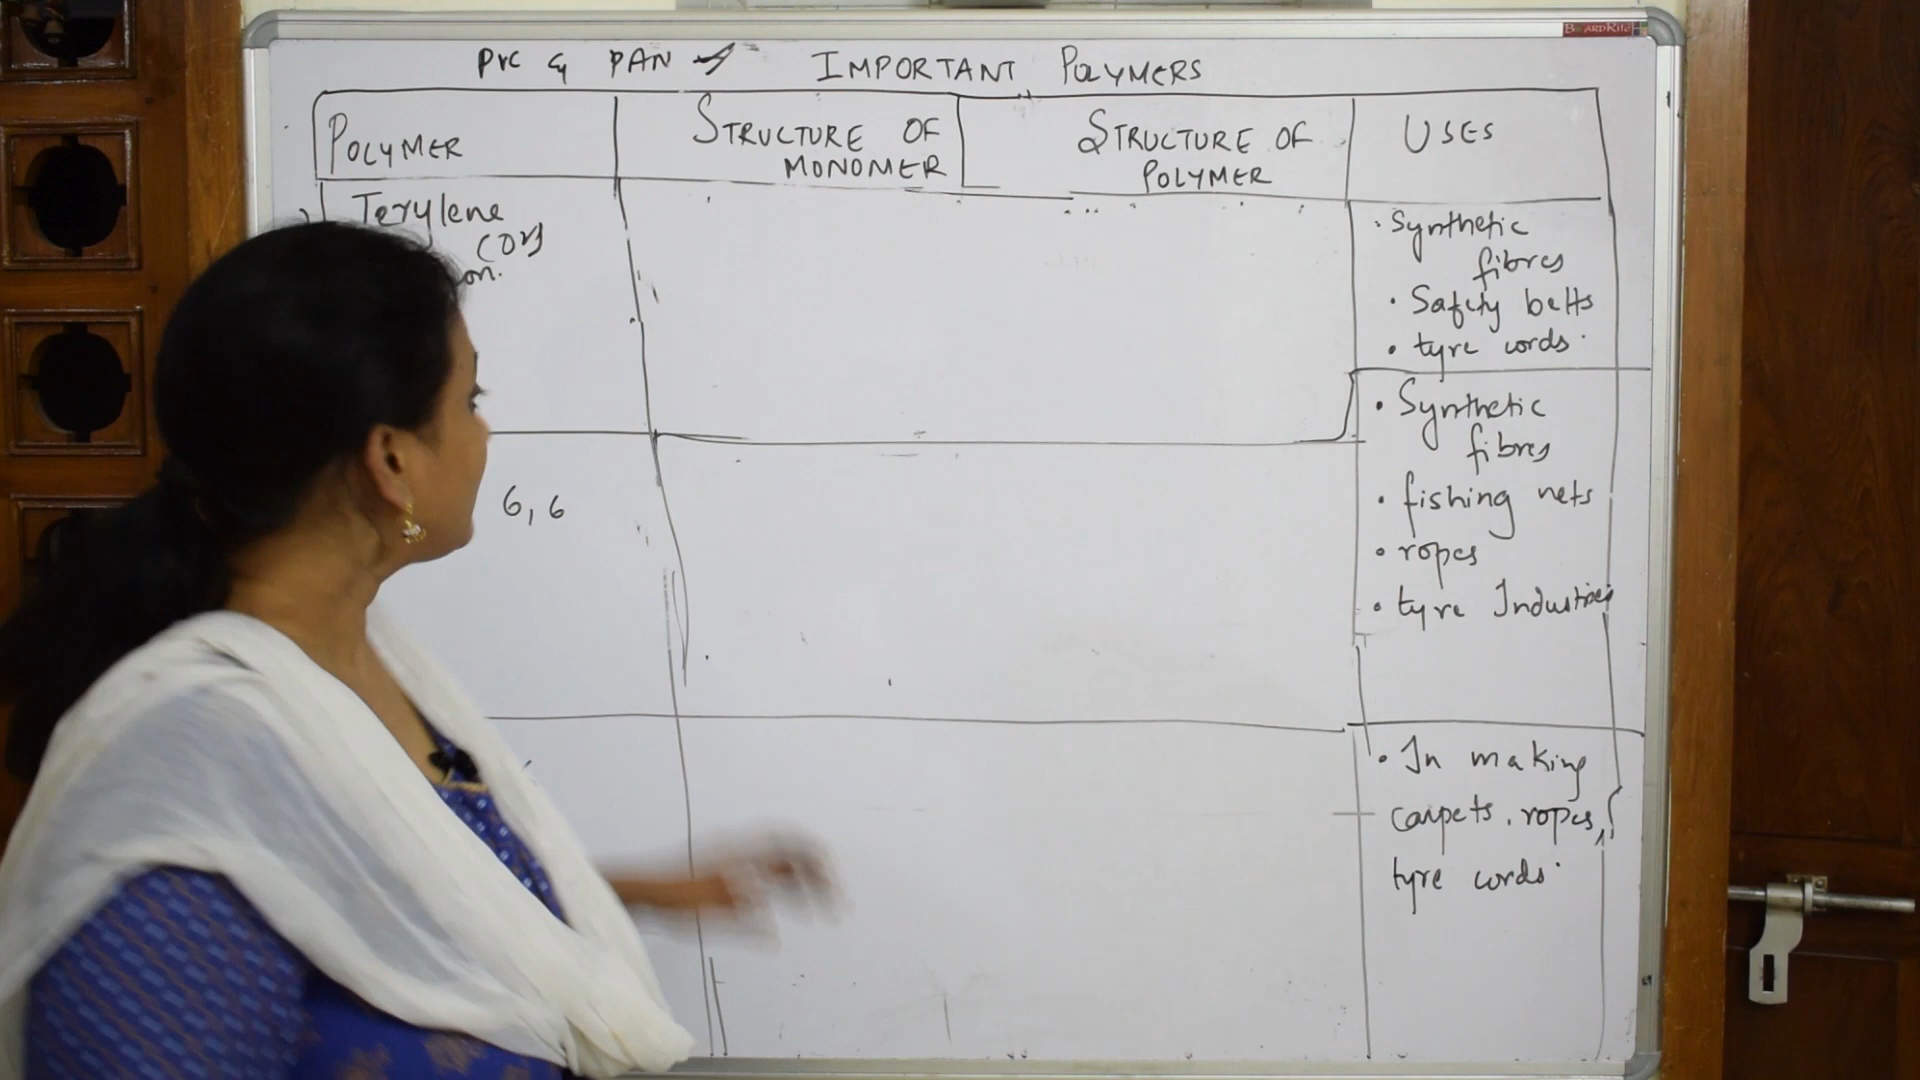 BOARDRITE
PVC & PAN IMPORTANT POLYMERS
POLYMER
STRUCTURE OF
MONOMER
STRUCTURE OF
POLYMER
USES
Terylene
(or)
on.
6, 6
• Synthetic
fibres
• Safety belts
• tyre cords.
• Synthetic
fibres
• fishing nets
• ropes
• tyre Industries
• In making
carpets, ropes,
tyre cords.